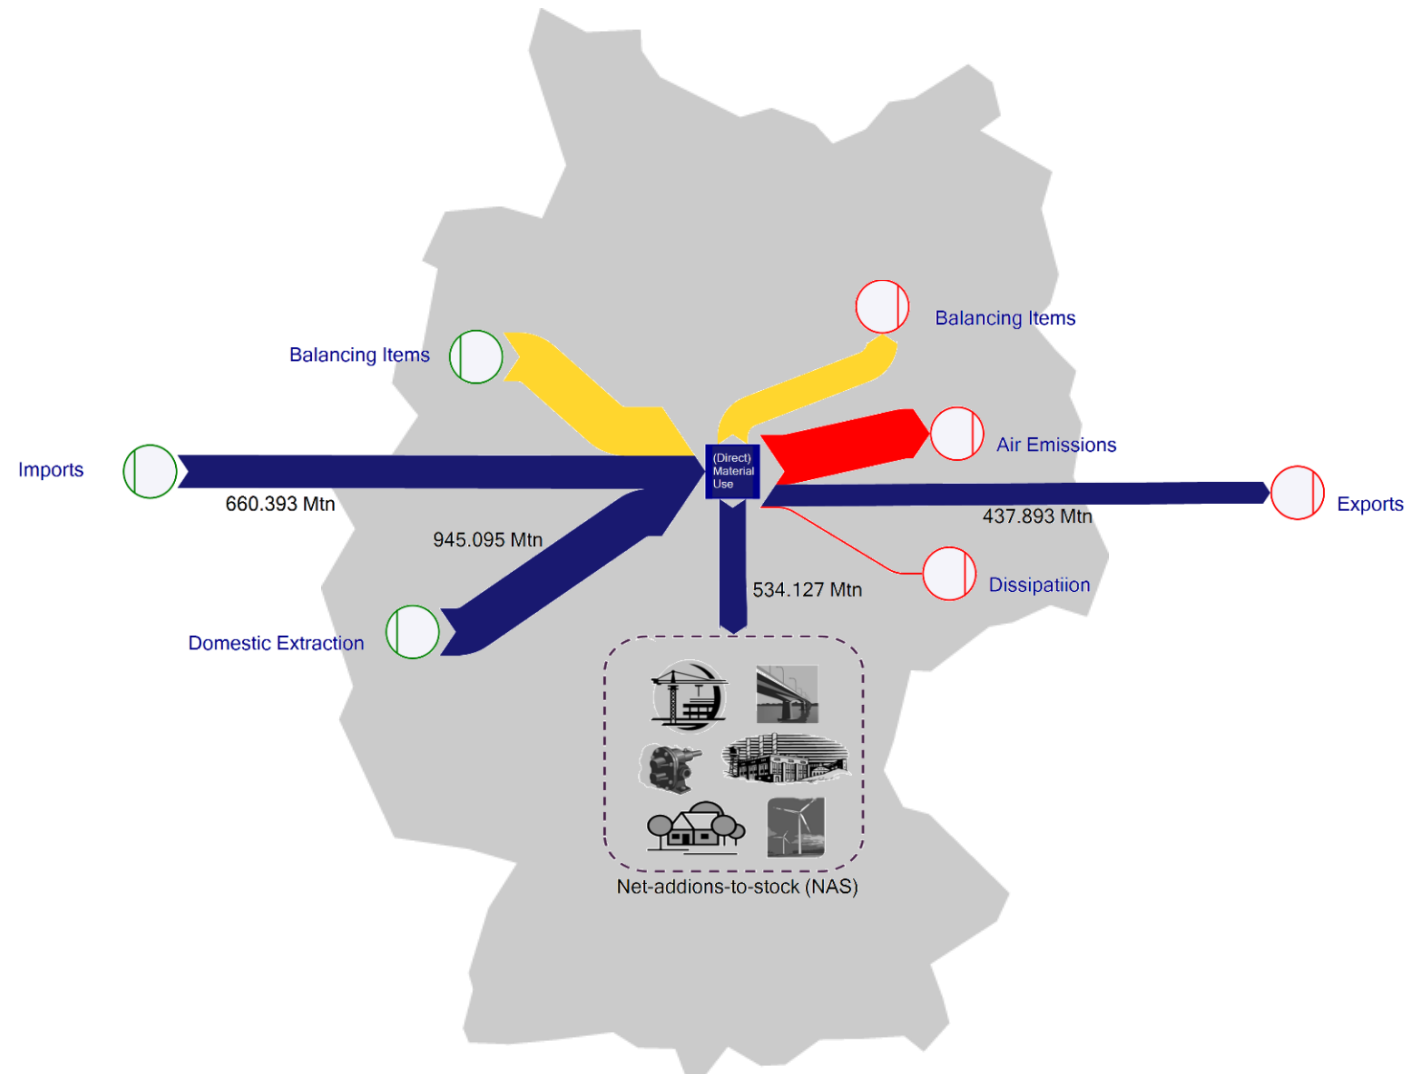 Balancing Items
Balancing Items
Air Emissions
(Direct)
Material
Use
Imports
660.393 Mtn
Exports
437.893 Mtn
945.095 Mtn
Dissipatiion
534.127 Mtn
Domestic Extraction
Net-addions-to-stock (NAS)